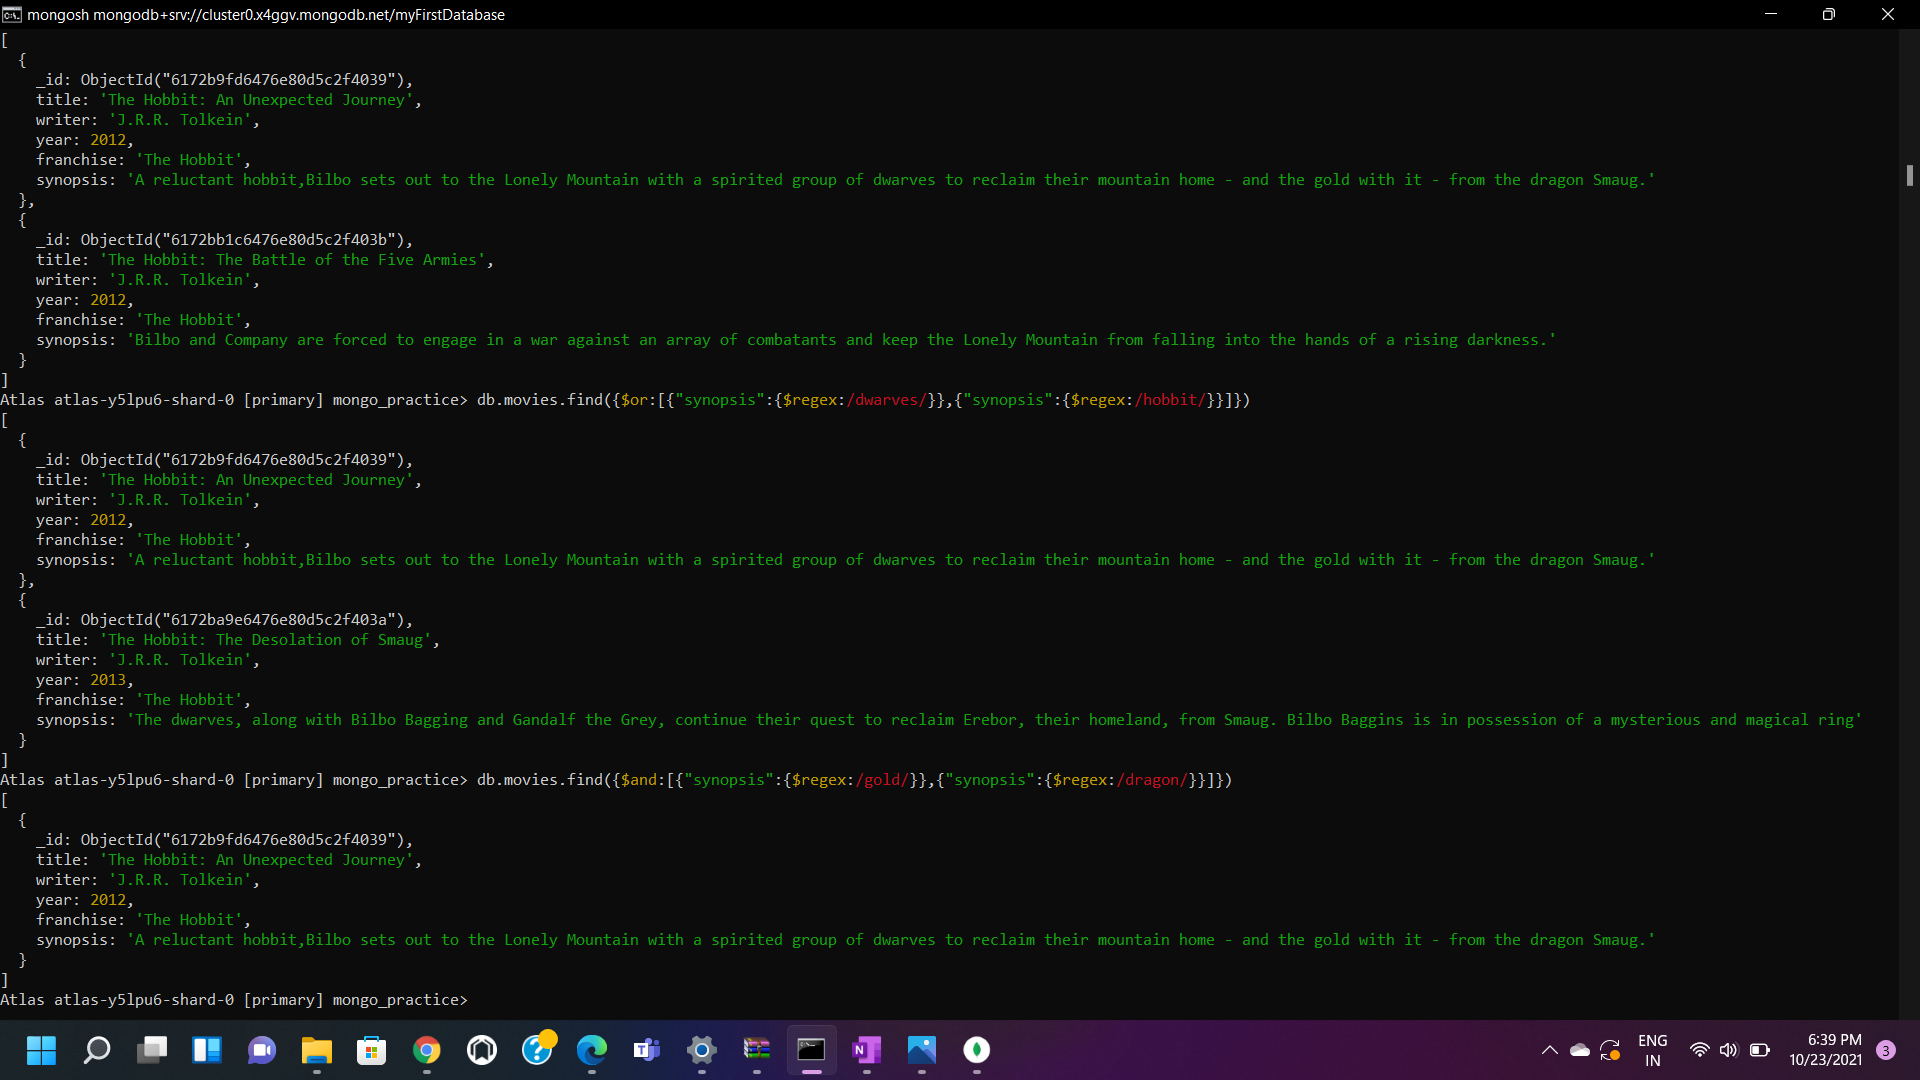 mongosh mongodb+srv://cluster0.x4ggv.mongodb.net/myFirstDatabase
[
  {
    _id: ObjectId("6172b9fd6476e80d5c2f4039"),
    title: 'The Hobbit: An Unexpected Journey',
    writer: 'J.R.R. Tolkein',
    year: 2012,
    franchise: 'The Hobbit',
    synopsis: 'A reluctant hobbit,Bilbo sets out to the Lonely Mountain with a spirited group of dwarves to reclaim their mountain home - and the gold with it - from the dragon Smaug.'
  },
  {
    _id: ObjectId("6172bb1c6476e80d5c2f403b"),
    title: 'The Hobbit: The Battle of the Five Armies',
    writer: 'J.R.R. Tolkein',
    year: 2012,
    franchise: 'The Hobbit',
    synopsis: 'Bilbo and Company are forced to engage in a war against an array of combatants and keep the Lonely Mountain from falling into the hands of a rising darkness.'
  }
]
Atlas atlas-y5lpu6-shard-0 [primary] mongo_practice> db.movies.find({$or:[{"synopsis":{$regex:/dwarves/}},{"synopsis":{$regex:/hobbit/}}]})
[
  {
    _id: ObjectId("6172b9fd6476e80d5c2f4039"),
    title: 'The Hobbit: An Unexpected Journey',
    writer: 'J.R.R. Tolkein',
    year: 2012,
    franchise: 'The Hobbit',
    synopsis: 'A reluctant hobbit,Bilbo sets out to the Lonely Mountain with a spirited group of dwarves to reclaim their mountain home - and the gold with it - from the dragon Smaug.'
  },
  {
    _id: ObjectId("6172ba9e6476e80d5c2f403a"),
    title: 'The Hobbit: The Desolation of Smaug',
    writer: 'J.R.R. Tolkein',
    year: 2013,
    franchise: 'The Hobbit',
    synopsis: 'The dwarves, along with Bilbo Bagging and Gandalf the Grey, continue their quest to reclaim Erebor, their homeland, from Smaug. Bilbo Baggins is in possession of a mysterious and magical ring'
  }
]
Atlas atlas-y5lpu6-shard-0 [primary] mongo_practice> db.movies.find({$and:[{"synopsis":{$regex:/gold/}},{"synopsis":{$regex:/dragon/}}]})
[
  {
    _id: ObjectId("6172b9fd6476e80d5c2f4039"),
    title: 'The Hobbit: An Unexpected Journey',
    writer: 'J.R.R. Tolkein',
    year: 2012,
    franchise: 'The Hobbit',
    synopsis: 'A reluctant hobbit,Bilbo sets out to the Lonely Mountain with a spirited group of dwarves to reclaim their mountain home - and the gold with it - from the dragon Smaug.'
  }
]
Atlas atlas-y5lpu6-shard-0 [primary] mongo_practice>
ENG
IN
6:39 PM
10/23/2021
3